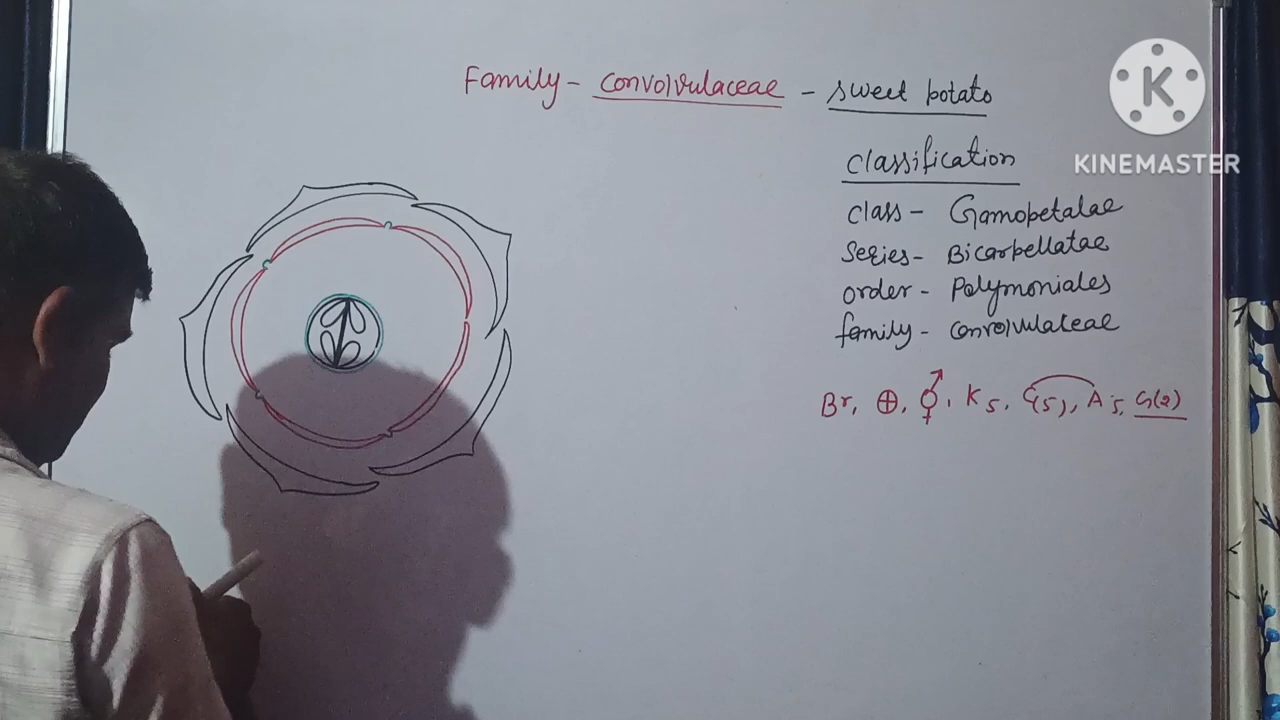 Family - convolvulaceae - sweet potato
K
KINEMASTER
classification
class - Gamopetalae
Series - Bicarpellatae
order - Polymoniales
family - convolvulaceae
Br, ⊕, ⚥, K5, C(5), A5, G(2)